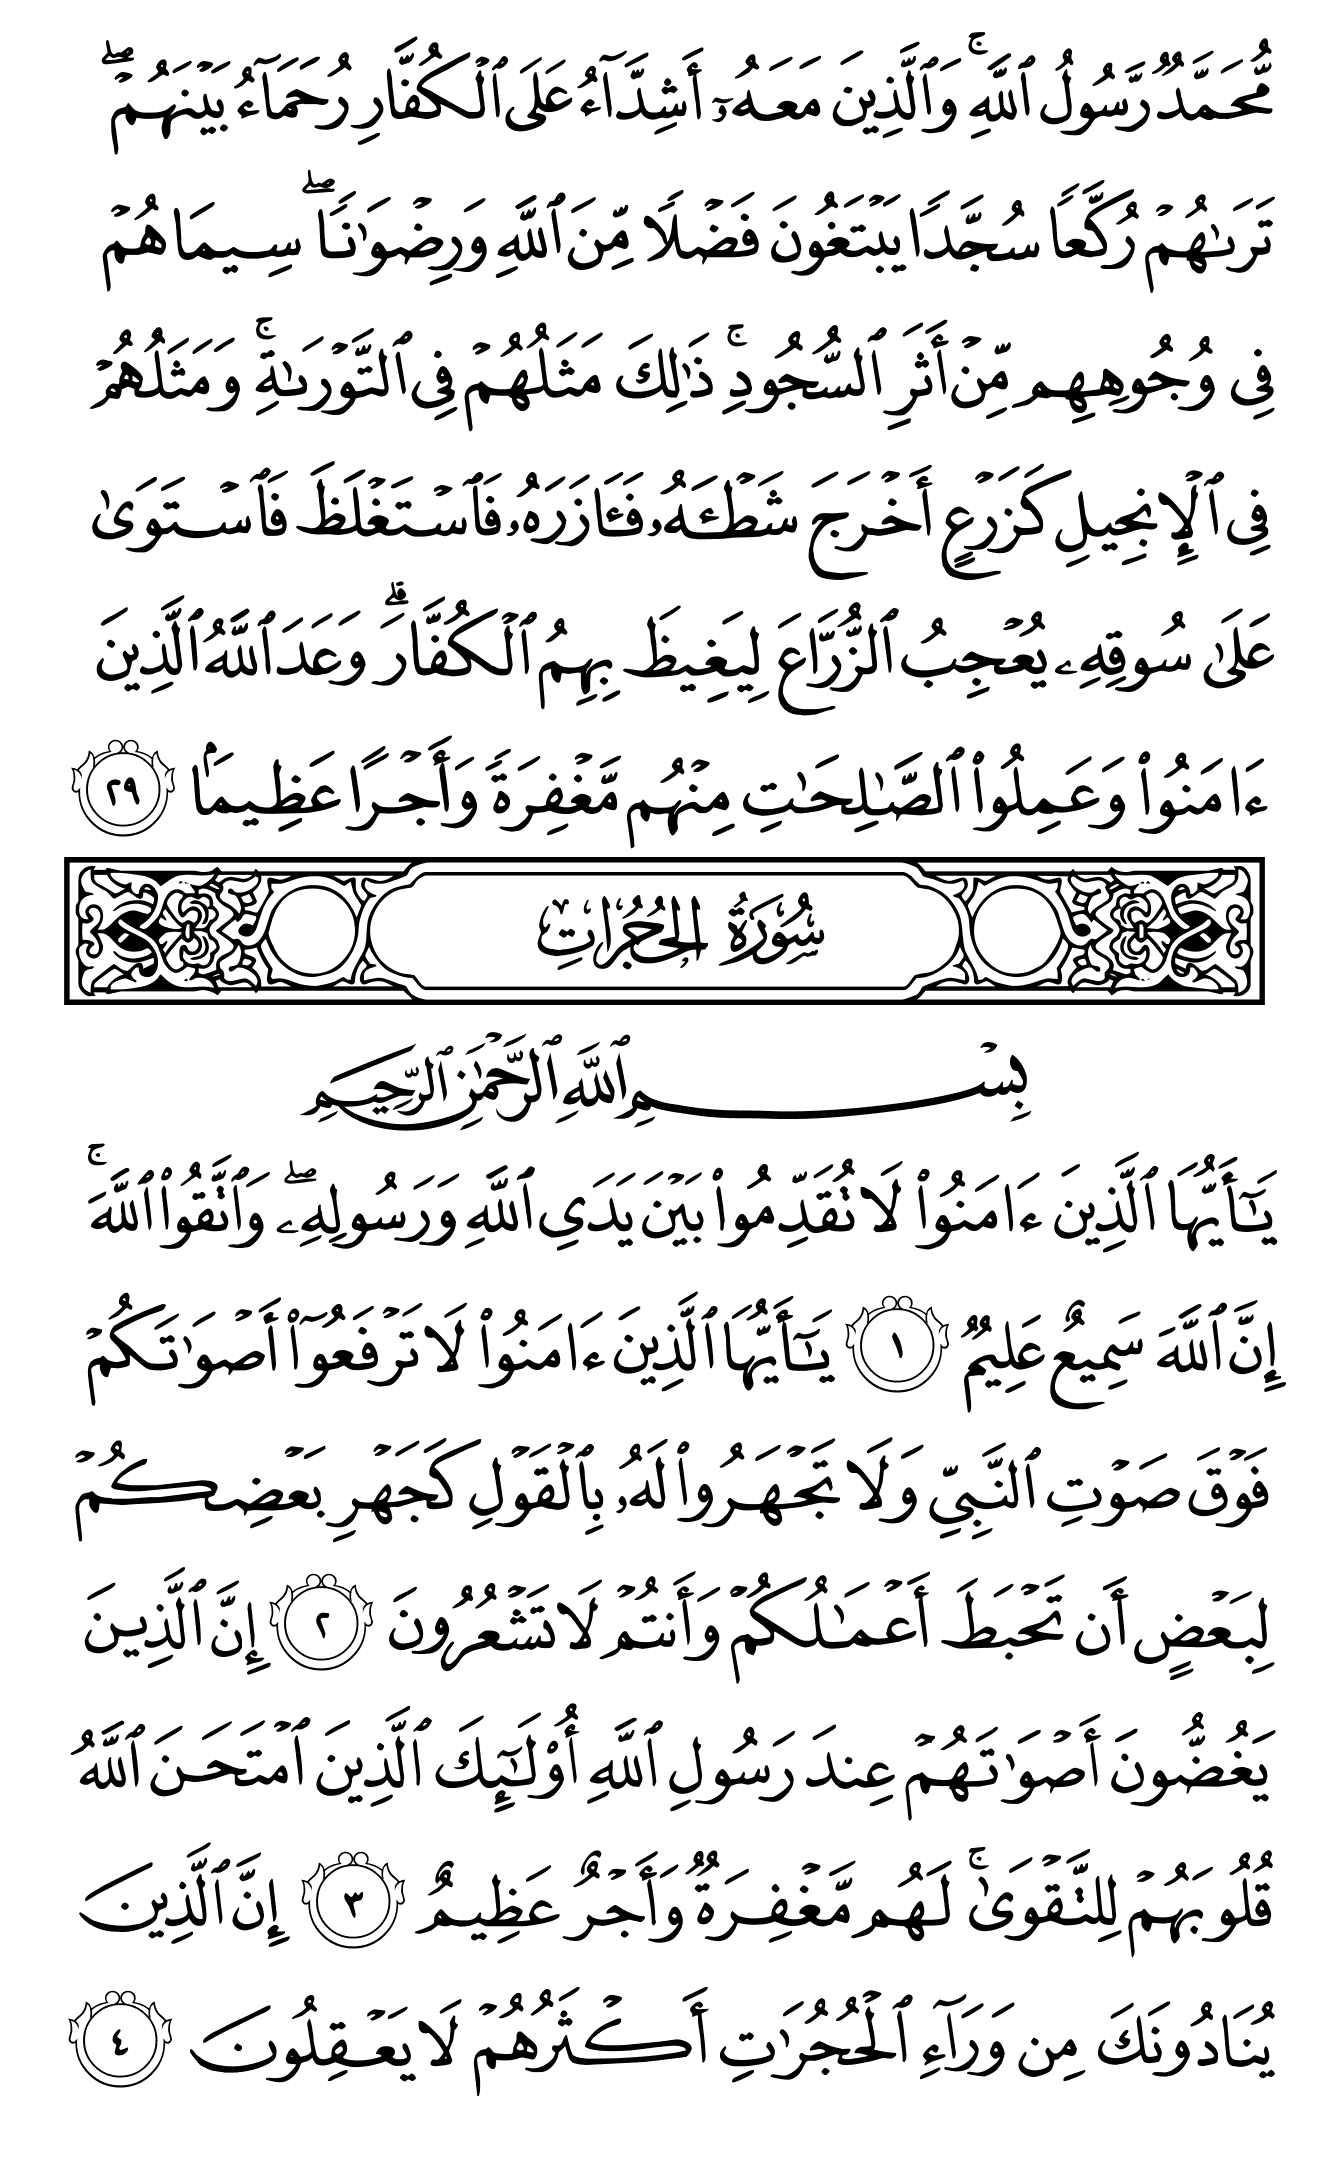 مُّحَمَّدٌ رَّسُولُ ٱللَّهِۚ وَٱلَّذِينَ مَعَهُۥٓ أَشِدَّآءُ عَلَى ٱلْكُفَّارِ رُحَمَآءُ بَيْنَهُمْۖ
تَرَىٰهُمْ رُكَّعًا سُجَّدًا يَبْتَغُونَ فَضْلًا مِّنَ ٱللَّهِ وَرِضْوَٰنًاۖ سِيمَاهُمْ
فِى وُجُوهِهِم مِّنْ أَثَرِ ٱلسُّجُودِۚ ذَٰلِكَ مَثَلُهُمْ فِى ٱلتَّوْرَىٰةِۚ وَمَثَلُهُمْ
فِى ٱلْإِنجِيلِ كَزَرْعٍ أَخْرَجَ شَطْـَٔهُۥ فَـَٔازَرَهُۥ فَٱسْتَغْلَظَ فَٱسْتَوَىٰ
عَلَىٰ سُوقِهِۦ يُعْجِبُ ٱلزُّرَّاعَ لِيَغِيظَ بِهِمُ ٱلْكُفَّارَۗ وَعَدَ ٱللَّهُ ٱلَّذِينَ
ءَامَنُوا۟ وَعَمِلُوا۟ ٱلصَّـٰلِحَـٰتِ مِنْهُم مَّغْفِرَةً وَأَجْرًا عَظِيمًۢا ٢٩
سُورَةُ الحُجُرَاتِ
بِسْمِ ٱللَّهِ ٱلرَّحْمَـٰنِ ٱلرَّحِيمِ
يَـٰٓأَيُّهَا ٱلَّذِينَ ءَامَنُوا۟ لَا تُقَدِّمُوا۟ بَيْنَ يَدَىِ ٱللَّهِ وَرَسُولِهِۦۖ وَٱتَّقُوا۟ ٱللَّهَۚ
إِنَّ ٱللَّهَ سَمِيعٌ عَلِيمٌ ١ يَـٰٓأَيُّهَا ٱلَّذِينَ ءَامَنُوا۟ لَا تَرْفَعُوٓا۟ أَصْوَٰتَكُمْ
فَوْقَ صَوْتِ ٱلنَّبِىِّ وَلَا تَجْهَرُوا۟ لَهُۥ بِٱلْقَوْلِ كَجَهْرِ بَعْضِكُمْ
لِبَعْضٍ أَن تَحْبَطَ أَعْمَـٰلُكُمْ وَأَنتُمْ لَا تَشْعُرُونَ ٢ إِنَّ ٱلَّذِينَ
يَغُضُّونَ أَصْوَٰتَهُمْ عِندَ رَسُولِ ٱللَّهِ أُو۟لَـٰٓئِكَ ٱلَّذِينَ ٱمْتَحَنَ ٱللَّهُ
قُلُوبَهُمْ لِلتَّقْوَىٰۚ لَهُم مَّغْفِرَةٌ وَأَجْرٌ عَظِيمٌ ٣ إِنَّ ٱلَّذِينَ
يُنَادُونَكَ مِن وَرَآءِ ٱلْحُجُرَٰتِ أَكْثَرُهُمْ لَا يَعْقِلُونَ ٤